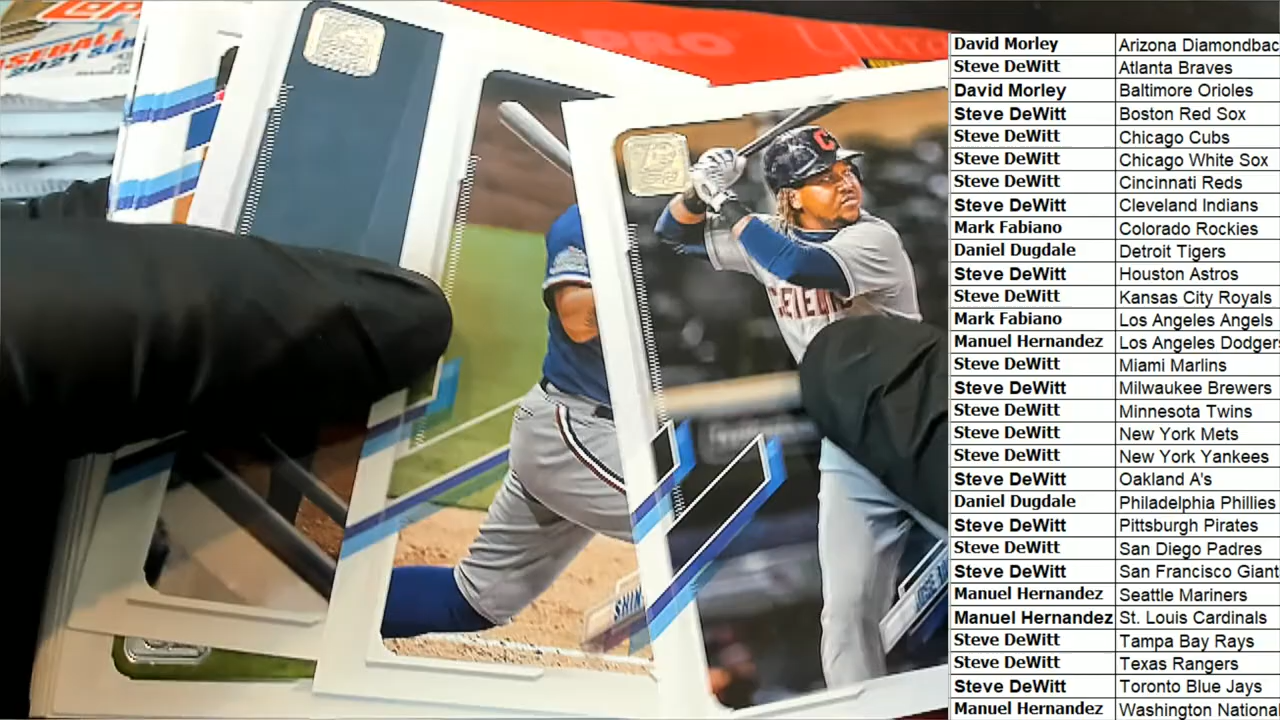 BASEBALL
2021 SER
PRO
C
SHIN
JOSE
David Morley Arizona Diamondbac
Steve DeWitt Atlanta Braves
David Morley Baltimore Orioles
Steve DeWitt Boston Red Sox
Steve DeWitt Chicago Cubs
Steve DeWitt Chicago White Sox
Steve DeWitt Cincinnati Reds
Steve DeWitt Cleveland Indians
Mark Fabiano Colorado Rockies
Daniel Dugdale Detroit Tigers
Steve DeWitt Houston Astros
Steve DeWitt Kansas City Royals
Mark Fabiano Los Angeles Angels
Manuel Hernandez Los Angeles Dodgers
Steve DeWitt Miami Marlins
Steve DeWitt Milwaukee Brewers
Steve DeWitt Minnesota Twins
Steve DeWitt New York Mets
Steve DeWitt New York Yankees
Steve DeWitt Oakland A's
Daniel Dugdale Philadelphia Phillies
Steve DeWitt Pittsburgh Pirates
Steve DeWitt San Diego Padres
Steve DeWitt San Francisco Giant
Manuel Hernandez Seattle Mariners
Manuel Hernandez St. Louis Cardinals
Steve DeWitt Tampa Bay Rays
Steve DeWitt Texas Rangers
Steve DeWitt Toronto Blue Jays
Manuel Hernandez Washington Nationa